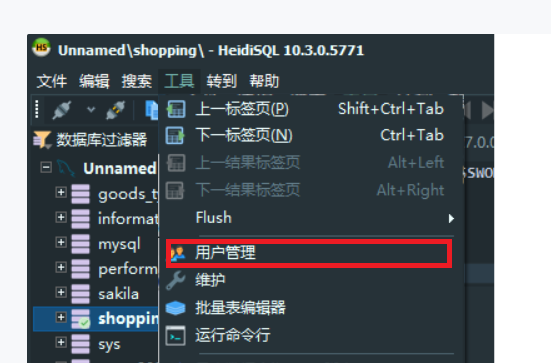 Unnamed\shopping\ - HeidiSQL 10.3.0.5771
文件 编辑 搜索 工具 转到 帮助
上一标签页(P) Shift+Ctrl+Tab
数据库过滤器 下一标签页(N) Ctrl+Tab 7.0.0
Unnamed 上一结果标签页 Alt+Left
goods_t 下一结果标签页 Alt+Right
informat Flush
mysql 用户管理
perform 维护
sakila 批量表编辑器
shoppin 运行命令行
sys